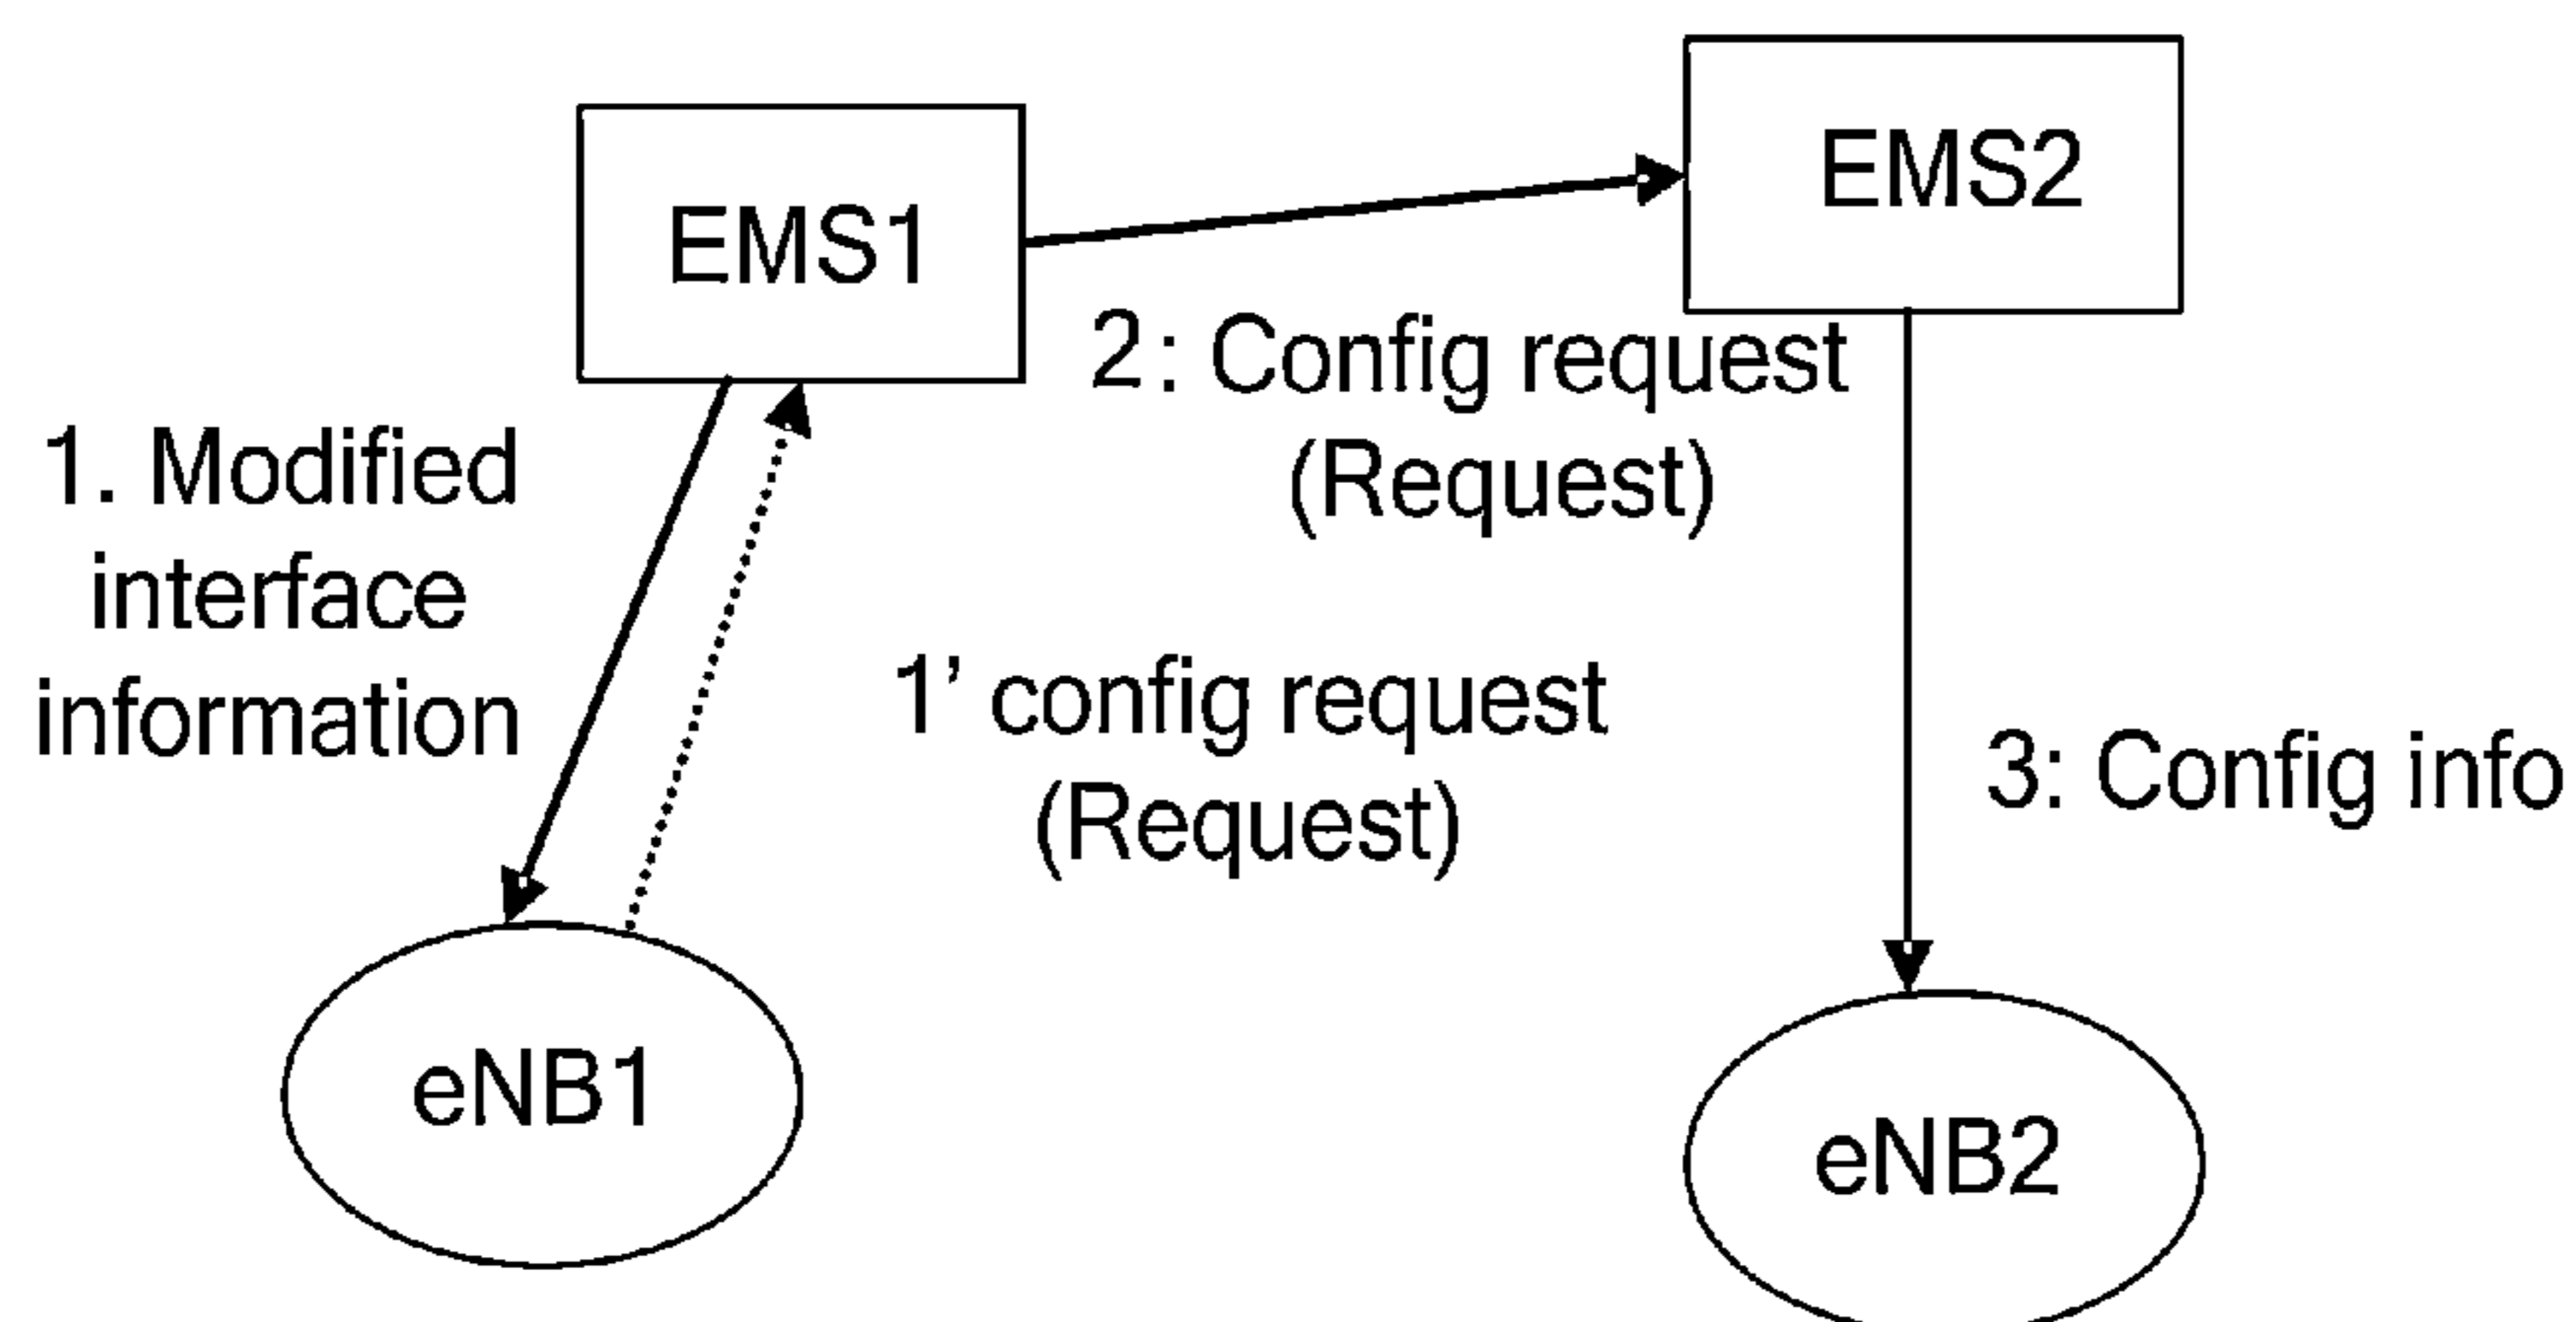 EMS1
EMS2
2: Config request
(Request)
1. Modified
interface
information
1’ config request
(Request)
3: Config info
eNB1
eNB2